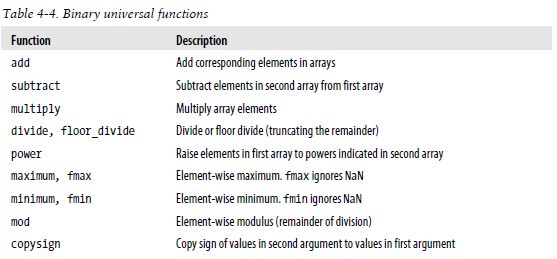 Table 4-4. Binary universal functions
Function Description
add Add corresponding elements in arrays
subtract Subtract elements in second array from first array
multiply Multiply array elements
divide, floor_divide Divide or floor divide (truncating the remainder)
power Raise elements in first array to powers indicated in second array
maximum, fmax Element-wise maximum. fmax ignores NaN
minimum, fmin Element-wise minimum. fmin ignores NaN
mod Element-wise modulus (remainder of division)
copysign Copy sign of values in second argument to values in first argument